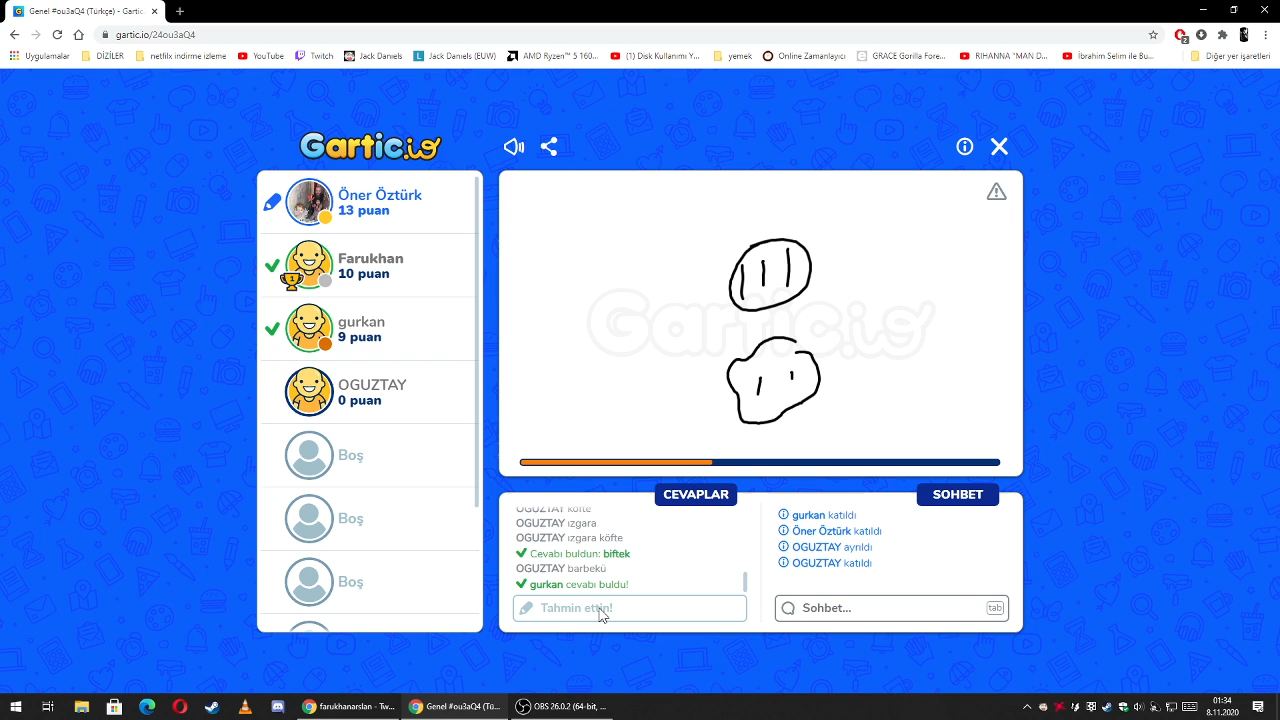 Genel #ou3aQ4 (Türkçe) - Gartic
gartic.io/24ou3aQ4
Uygulamalar
DİZİLER
netflix indirme izleme
YouTube
Twitch
Jack Daniels
Jack Daniels (EUW)
AMD Ryzen™ 5 160...
(1) Disk Kullanımı Y...
yemek
Online Zamanlayıcı
GRACE Gorilla Fore...
RIHANNA "MAN D...
İbrahim Selim ile Bu...
Diğer yer işaretleri
Gartic.io
Öner Öztürk
13 puan
Farukhan
10 puan
gurkan
9 puan
OGUZTAY
0 puan
Boş
Boş
Boş
Gartic.io
CEVAPLAR
SOHBET
OGUZTAY köfte
OGUZTAY ızgara
OGUZTAY ızgara köfte
Cevabı buldun: biftek
OGUZTAY barbekü
gurkan cevabı buldu!
Tahmin ettin!
gurkan katıldı
Öner Öztürk katıldı
OGUZTAY ayrıldı
OGUZTAY katıldı
Sohbet...
tab
farukhanarslan - Tw...
Genel #ou3aQ4 (Tü...
OBS 26.0.2 (64-bit, ...
01:34
8.11.2020